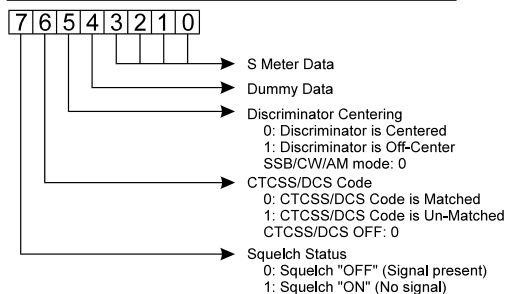 7 6 5 4 3 2 1 0
S Meter Data
Dummy Data
Discriminator Centering
0: Discriminator is Centered
1: Discriminator is Off-Center
SSB/CW/AM mode: 0
CTCSS/DCS Code
0: CTCSS/DCS Code is Matched
1: CTCSS/DCS Code is Un-Matched
CTCSS/DCS OFF: 0
Squelch Status
0: Squelch "OFF" (Signal present)
1: Squelch "ON" (No signal)